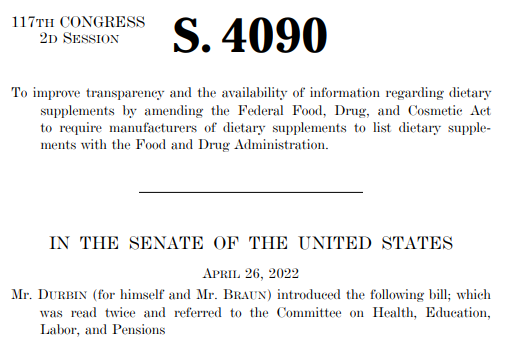 117TH CONGRESS
2D SESSION
S. 4090
To improve transparency and the availability of information regarding dietary
supplements by amending the Federal Food, Drug, and Cosmetic Act
to require manufacturers of dietary supplements to list dietary supple-
ments with the Food and Drug Administration.
IN THE SENATE OF THE UNITED STATES
APRIL 26, 2022
Mr. DURBIN (for himself and Mr. BRAUN) introduced the following bill; which
was read twice and referred to the Committee on Health, Education,
Labor, and Pensions